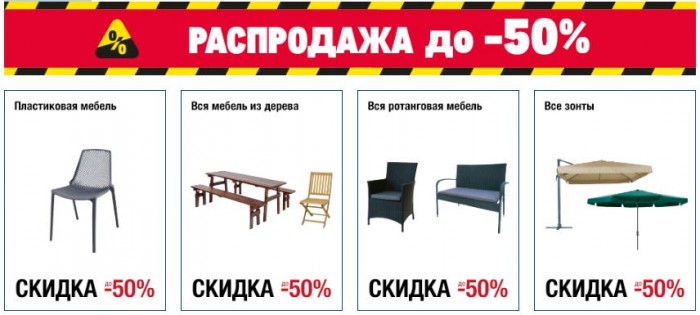 %
РАСПРОДАЖА до -50%
Пластиковая мебель
Вся мебель из дерева
Вся ротанговая мебель
Все зонты
СКИДКА до -50%
СКИДКА до -50%
СКИДКА до -50%
СКИДКА до -50%